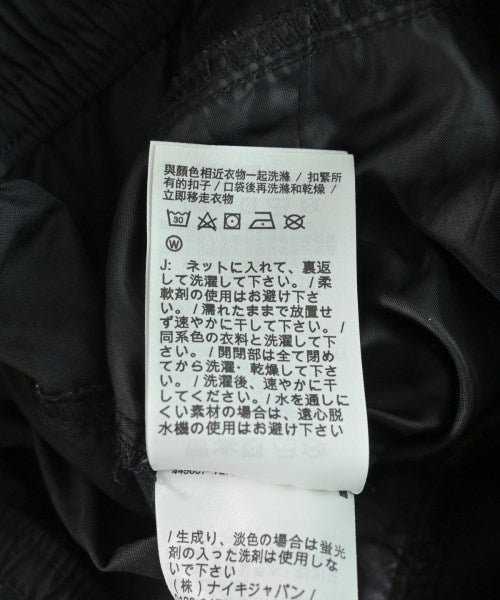 與顏色相近衣物一起洗滌 / 扣緊所
有的扣子 / 口袋後再洗滌和乾燥 /
立即移走衣物
30
W
J: ネットに入れて、裏返
して洗濯して下さい。/柔
軟剤の使用はお避け下さ
い。/濡れたままで放置せ
ず速やかに干して下さい。/
同系色の衣料と洗濯して下
さい。/開閉部は全て閉め
てから洗濯・乾燥して下さ
い。/洗濯後、速やかに干し
てください。/水を通しに
くい素材の場合は、遠心脱
水機の使用はお避け下さい
/生成り、淡色の場合は蛍光
剤の入った洗剤は使用しな
いで下さい
(株) ナイキジャパン/